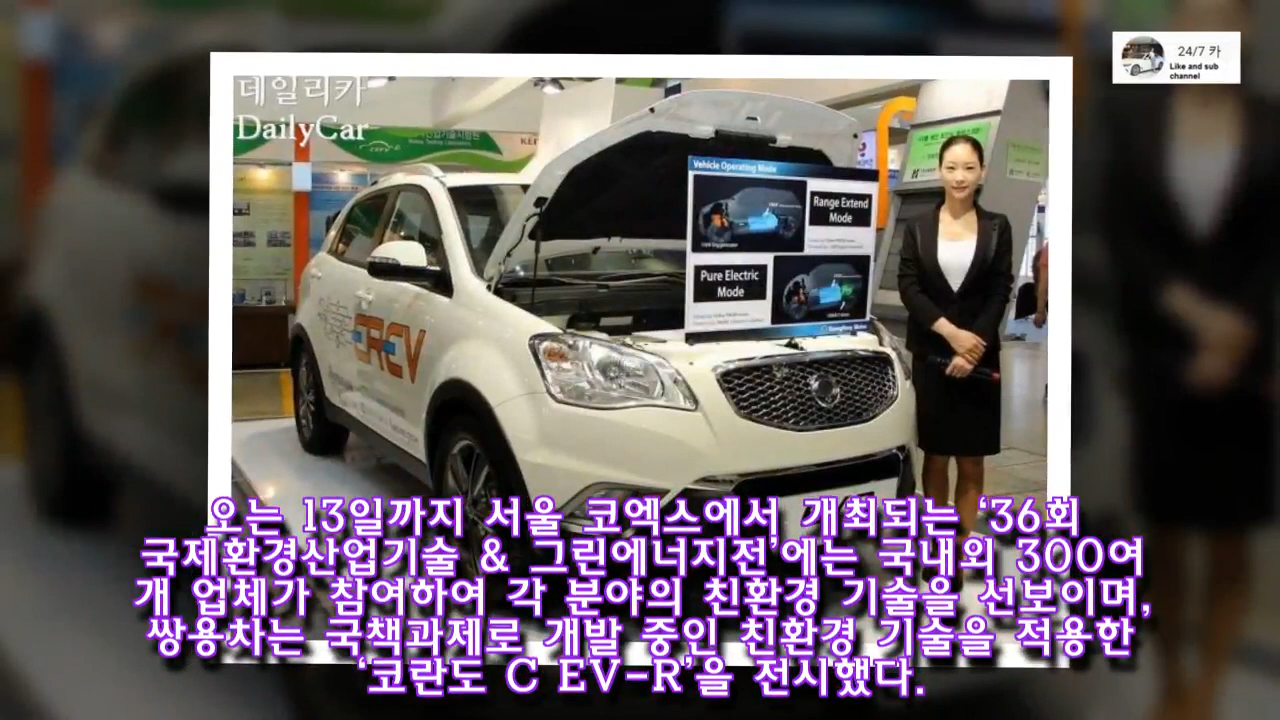 데일리카
DailyCar
24/7 카
Like and sub
channel
Vehicle Operating Mode
Range Extend
Mode
Pure Electric
Mode
EREV
오는 13일까지 서울 코엑스에서 개최되는 ‘36회
국제환경산업기술 & 그린에너지전’에는 국내외 300여
개 업체가 참여하여 각 분야의 친환경 기술을 선보이며,
쌍용차는 국책과제로 개발 중인 친환경 기술을 적용한
‘코란도 C EV-R’을 전시했다.